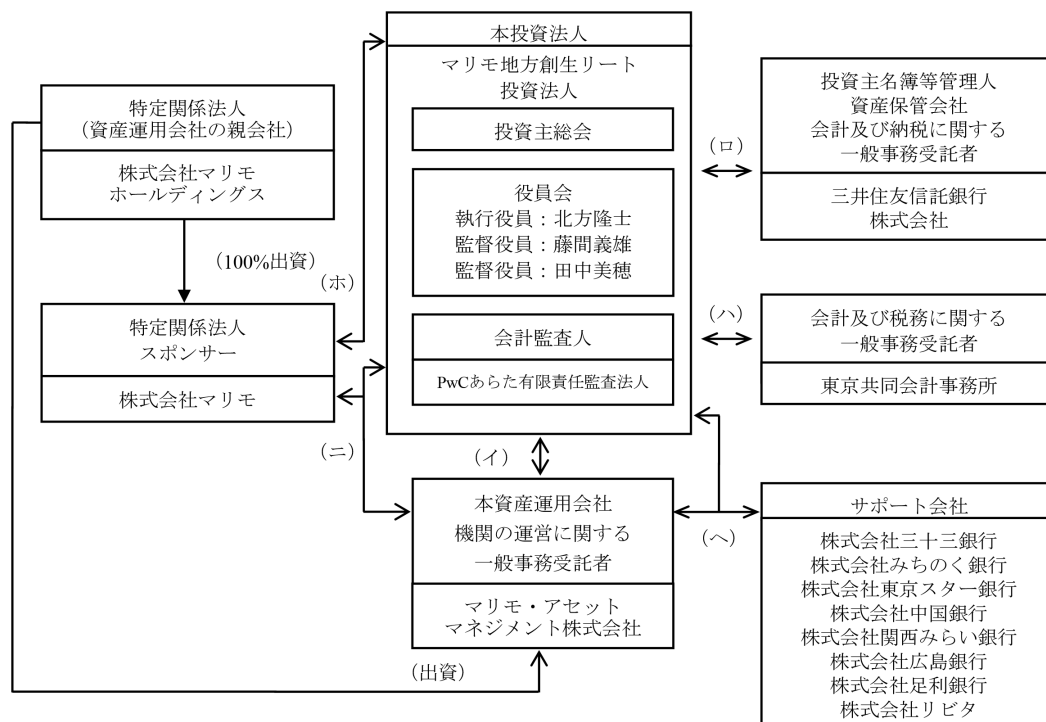 特定関係法人
(資産運用会社の親会社)
株式会社マリモ
ホールディングス
(100%出資)
特定関係法人
スポンサー
株式会社マリモ
(ホ)
(ニ)
本投資法人
マリモ地方創生リート
投資法人
投資主総会
役員会
執行役員:北方隆士
監督役員:藤間義雄
監督役員:田中美穂
会計監査人
PwCあらた有限責任監査法人
(イ)
本資産運用会社
機関の運営に関する
一般事務受託者
マリモ・アセット
マネジメント株式会社
(出資)
(ロ)
投資主名簿等管理人
資産保管会社
会計及び納税に関する
一般事務受託者
三井住友信託銀行
株式会社
(ハ)
会計及び税務に関する
一般事務受託者
東京共同会計事務所
(ヘ)
サポート会社
株式会社三十三銀行
株式会社みちのく銀行
株式会社東京スター銀行
株式会社中国銀行
株式会社関西みらい銀行
株式会社広島銀行
株式会社足利銀行
株式会社リビタ